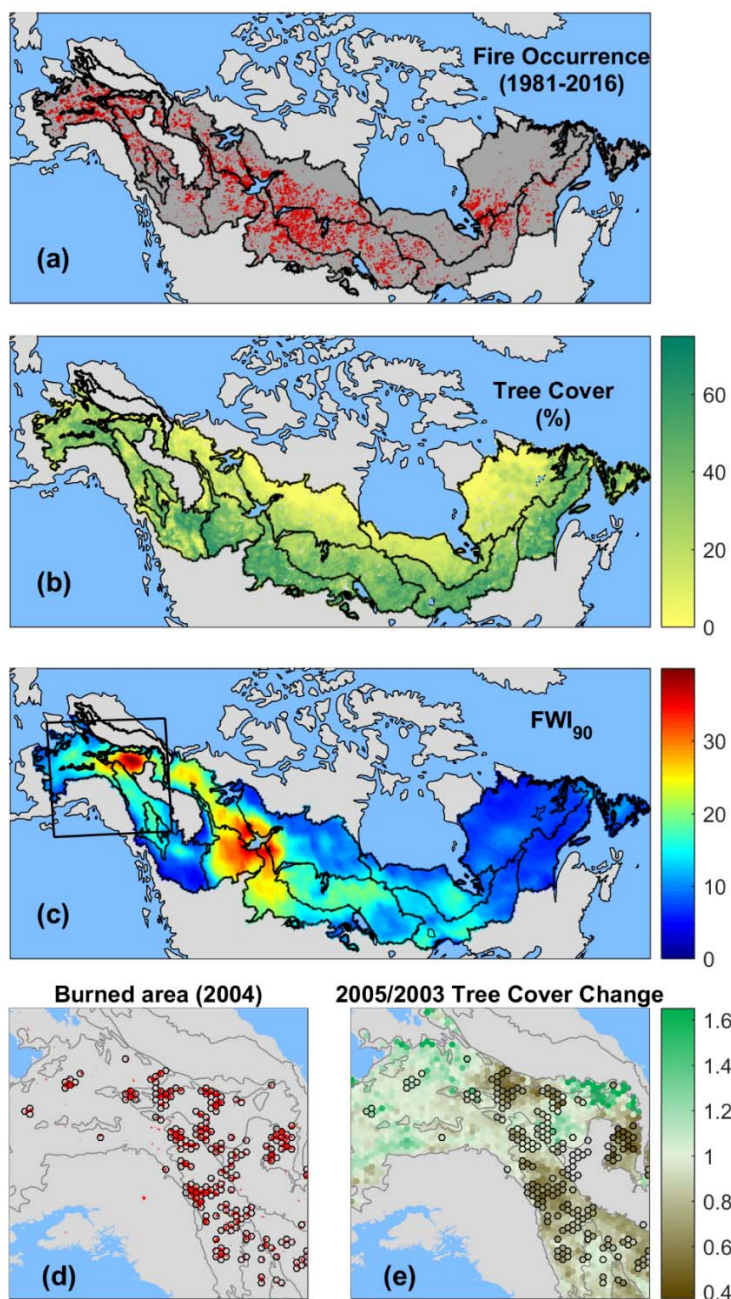 Fire Occurrence
(1981-2016)
(a)
Tree Cover
(%)
(b)
60
40
20
0
FWI90
(c)
30
20
10
0
Burned area (2004)
(d)
2005/2003 Tree Cover Change
(e)
1.6
1.4
1.2
1
0.8
0.6
0.4